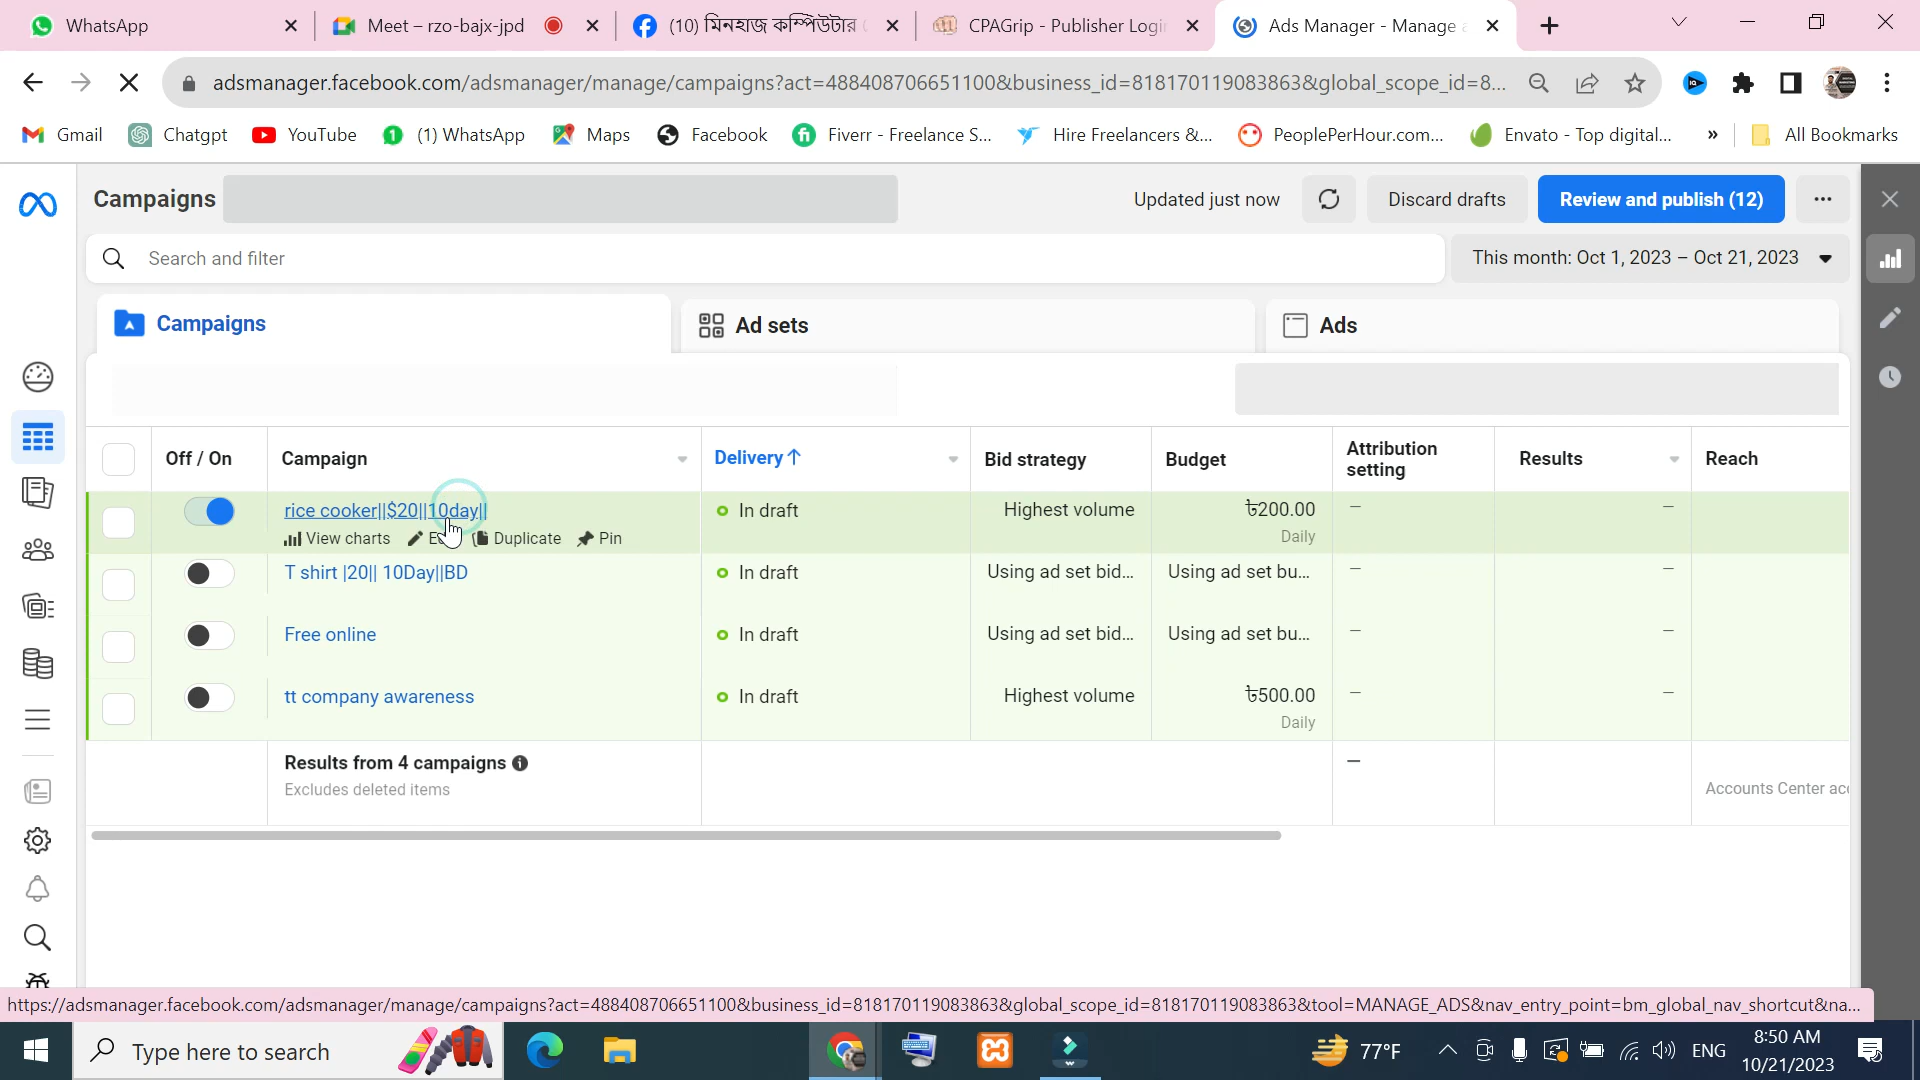 WhatsApp
Meet – rzo-bajx-jpd
(10) মিনহাজ কম্পিউটার
CPAGrip - Publisher Login
Ads Manager - Manage a
adsmanager.facebook.com/adsmanager/manage/campaigns?act=488408706651100&business_id=818170119083863&global_scope_id=8...
Gmail
Chatgpt
YouTube
(1) WhatsApp
Maps
Facebook
Fiverr - Freelance S...
Hire Freelancers &...
PeoplePerHour.com...
Envato - Top digital...
»
All Bookmarks
Campaigns
Updated just now
Discard drafts
Review and publish (12)
Search and filter
This month: Oct 1, 2023 – Oct 21, 2023
Campaigns
Ad sets
Ads
Off / On
Campaign
Delivery ↑
Bid strategy
Budget
Attribution
setting
Results
Reach
rice cooker||$20||10day||
In draft
Highest volume
৳200.00
—
—
View charts
Duplicate
Pin
Daily
T shirt |20|| 10Day||BD
In draft
Using ad set bid...
Using ad set bu...
—
—
Free online
In draft
Using ad set bid...
Using ad set bu...
—
—
tt company awareness
In draft
Highest volume
৳500.00
—
—
Daily
Results from 4 campaigns
—
Excludes deleted items
Accounts Center acc
https://adsmanager.facebook.com/adsmanager/manage/campaigns?act=488408706651100&business_id=818170119083863&global_scope_id=818170119083863&tool=MANAGE_ADS&nav_entry_point=bm_global_nav_shortcut&na...
Type here to search
77°F
ENG
8:50 AM
10/21/2023